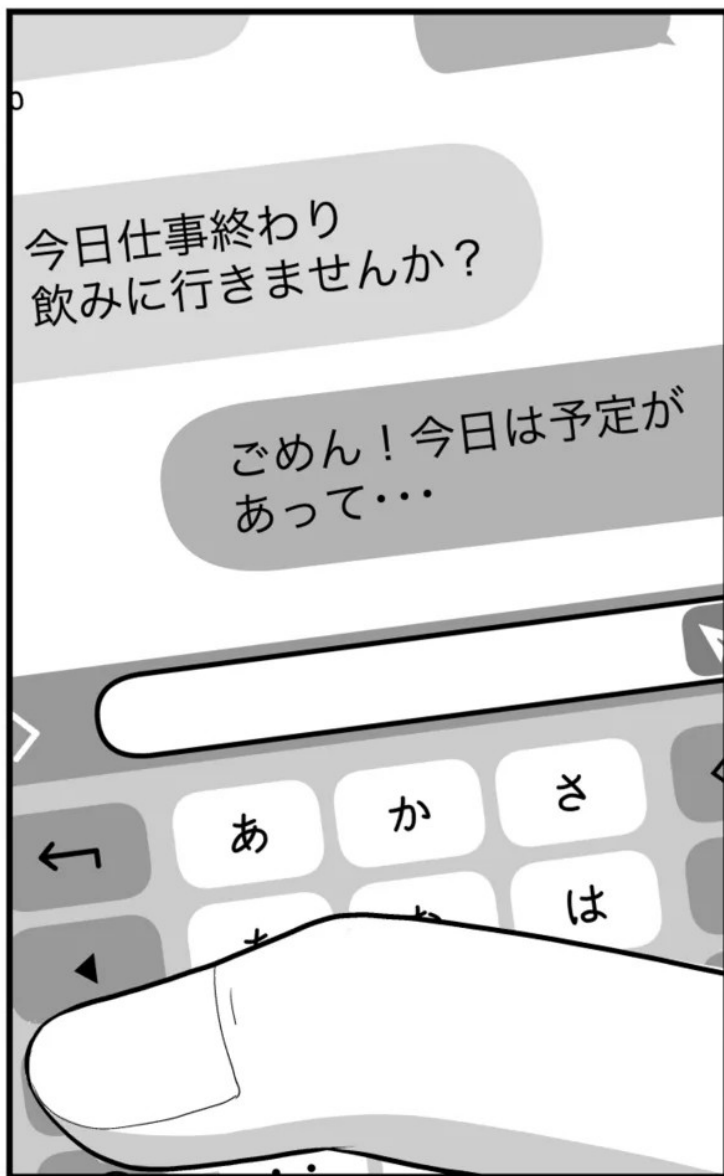 今日仕事終わり
飲みに行きませんか？
ごめん！今日は予定が
あって・・・
あ
か
さ
は